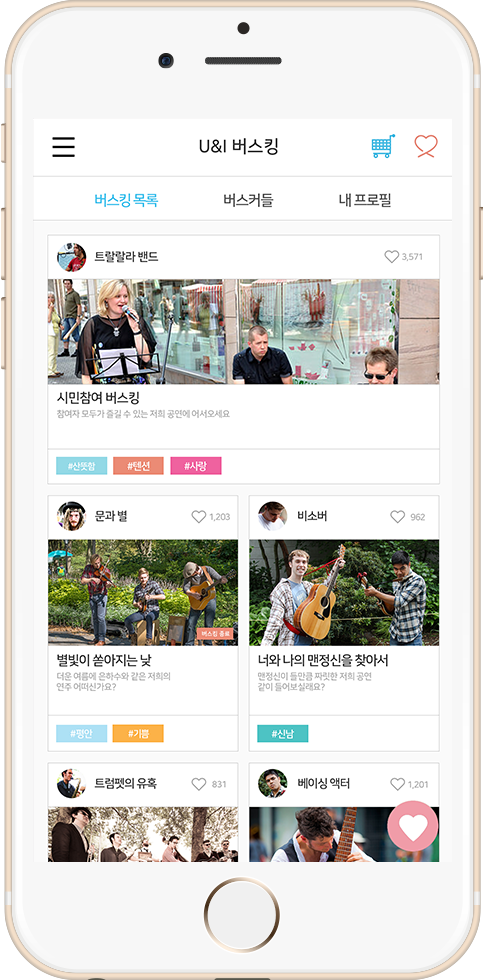 U&I 버스킹
버스킹 목록
버스커들
내 프로필
트랄랄라 밴드
3,571
시민참여 버스킹
참여자 모두가 즐길 수 있는 저희 공연에 어서오세요
#산뜻함
#텐션
#사랑
문과 별
1,203
비소버
962
버스킹 종료
별빛이 쏟아지는 낮
더운 여름에 은하수와 같은 저희의
연주 어떠신가요?
너와 나의 맨정신을 찾아서
맨정신이 들만큼 짜릿한 저희 공연
같이 들어보실래요?
#평안
#기쁨
#신남
트럼펫의 유혹
831
베이싱 액터
1,201